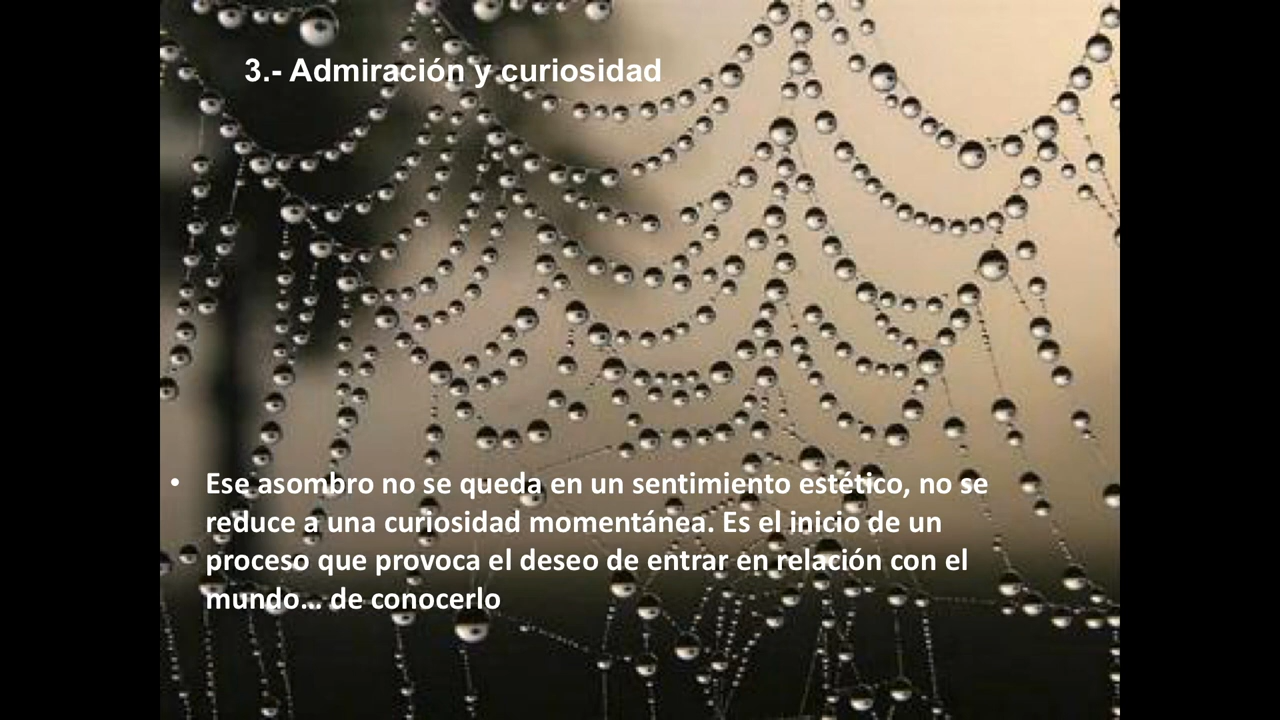 3.- Admiración y curiosidad
• Ese asombro no se queda en un sentimiento estético, no se
reduce a una curiosidad momentánea. Es el inicio de un
proceso que provoca el deseo de entrar en relación con el
mundo... de conocerlo